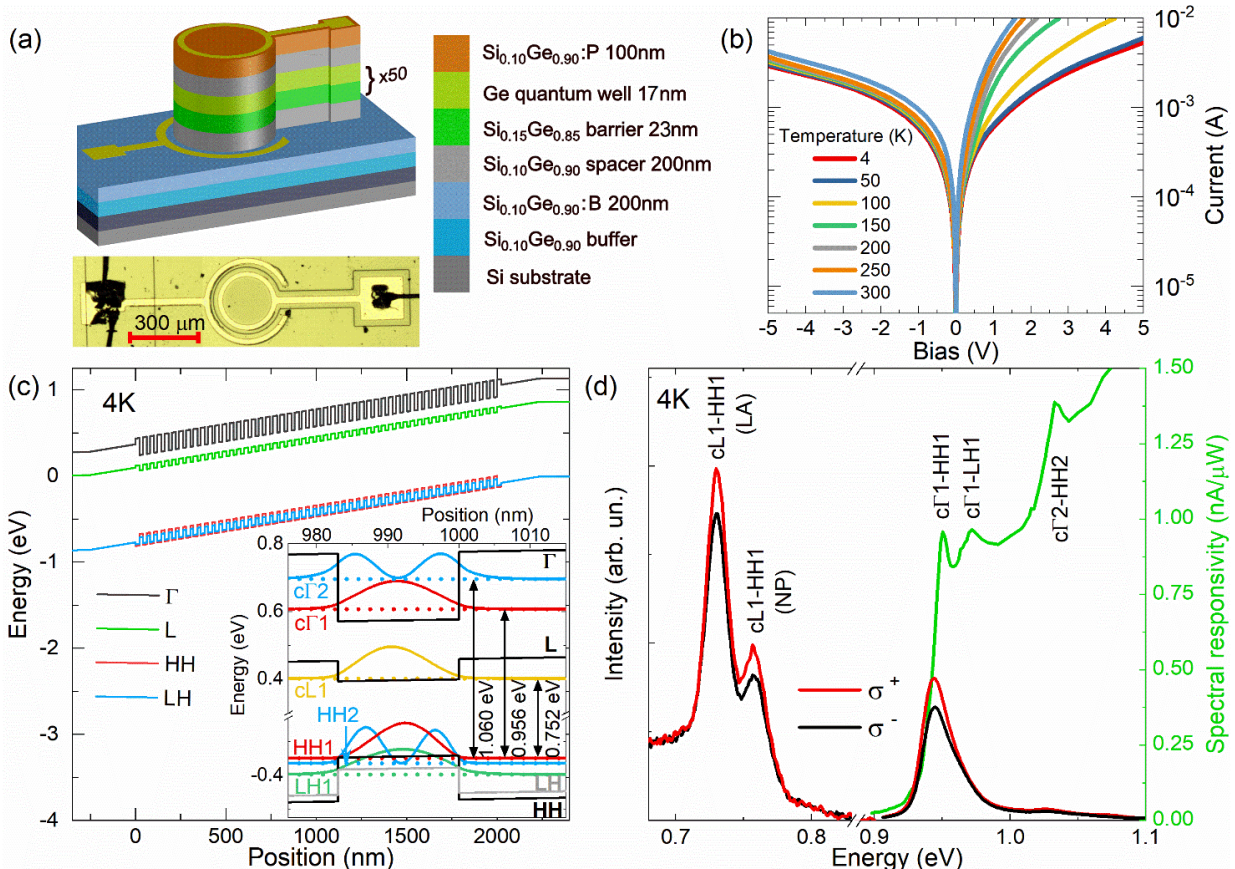 (a)
x50
Si0.10Ge0.90:P 100nm
Ge quantum well 17nm
Si0.15Ge0.85 barrier 23nm
Si0.10Ge0.90 spacer 200nm
Si0.10Ge0.90:B 200nm
Si0.10Ge0.90 buffer
Si substrate
300 μm
(b)
10-2
10-3
10-4
10-5
Current (A)
Temperature (K)
4
50
100
150
200
250
300
-5 -4 -3 -2 -1 0 1 2 3 4 5
Bias (V)
(c)
4K
1
0
-1
-2
-3
-4
Energy (eV)
Γ
L
HH
LH
0 500 1000 1500 2000
Position (nm)
Position (nm)
980 990 1000 1010
0.8
0.6
0.4
-0.4
Energy (eV)
Γ
cΓ2
cΓ1
L
cL1
HH2
HH1
LH1
LH
HH
1.060 eV
0.956 eV
0.752 eV
(d)
4K
Intensity (arb. un.)
cL1-HH1
(LA)
cL1-HH1
(NP)
cΓ1-HH1
cΓ1-LH1
cΓ2-HH2
σ+
σ-
0.7 0.8 0.9 1.0 1.1
Energy (eV)
1.50
1.25
1.00
0.75
0.50
0.25
0.00
Spectral responsivity (nA/μW)